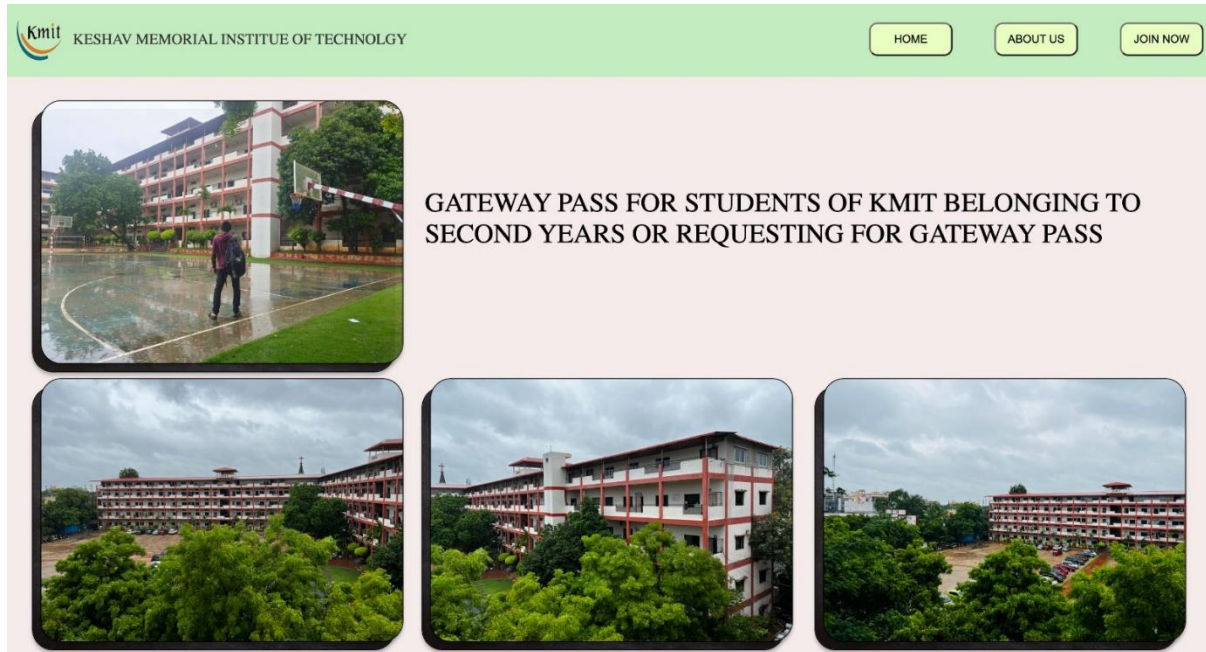 Kmit
KESHAV MEMORIAL INSTITUE OF TECHNOLGY
HOME
ABOUT US
JOIN NOW
GATEWAY PASS FOR STUDENTS OF KMIT BELONGING TO
SECOND YEARS OR REQUESTING FOR GATEWAY PASS